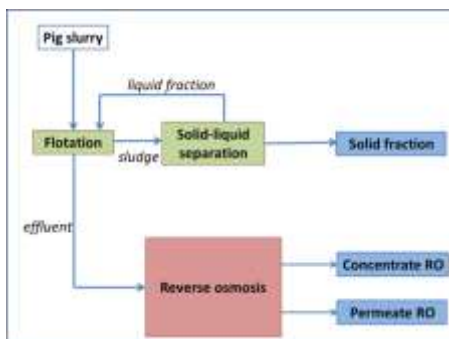 Pig slurry
liquid fraction
Flotation
sludge
Solid-liquid
separation
Solid fraction
effluent
Reverse osmosis
Concentrate RO
Permeate RO